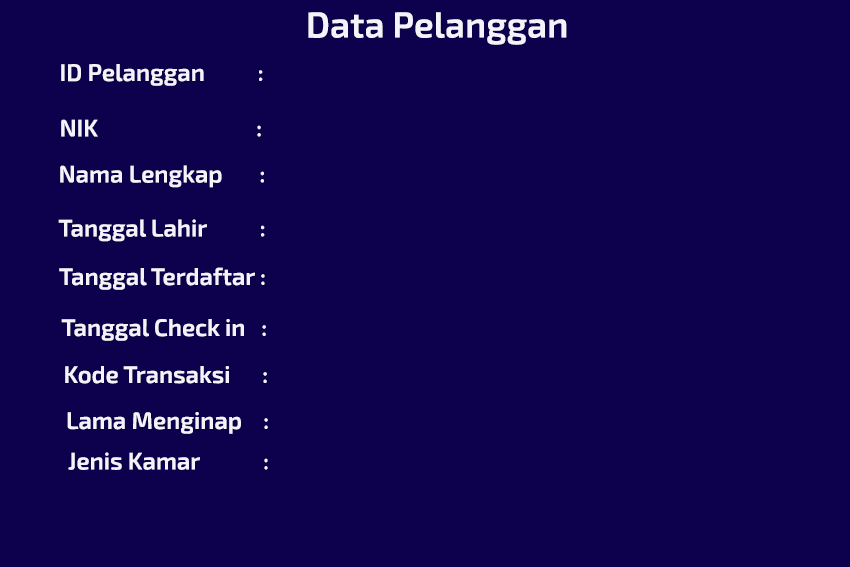 Data Pelanggan
ID Pelanggan :
NIK :
Nama Lengkap :
Tanggal Lahir :
Tanggal Terdaftar :
Tanggal Check in :
Kode Transaksi :
Lama Menginap :
Jenis Kamar :